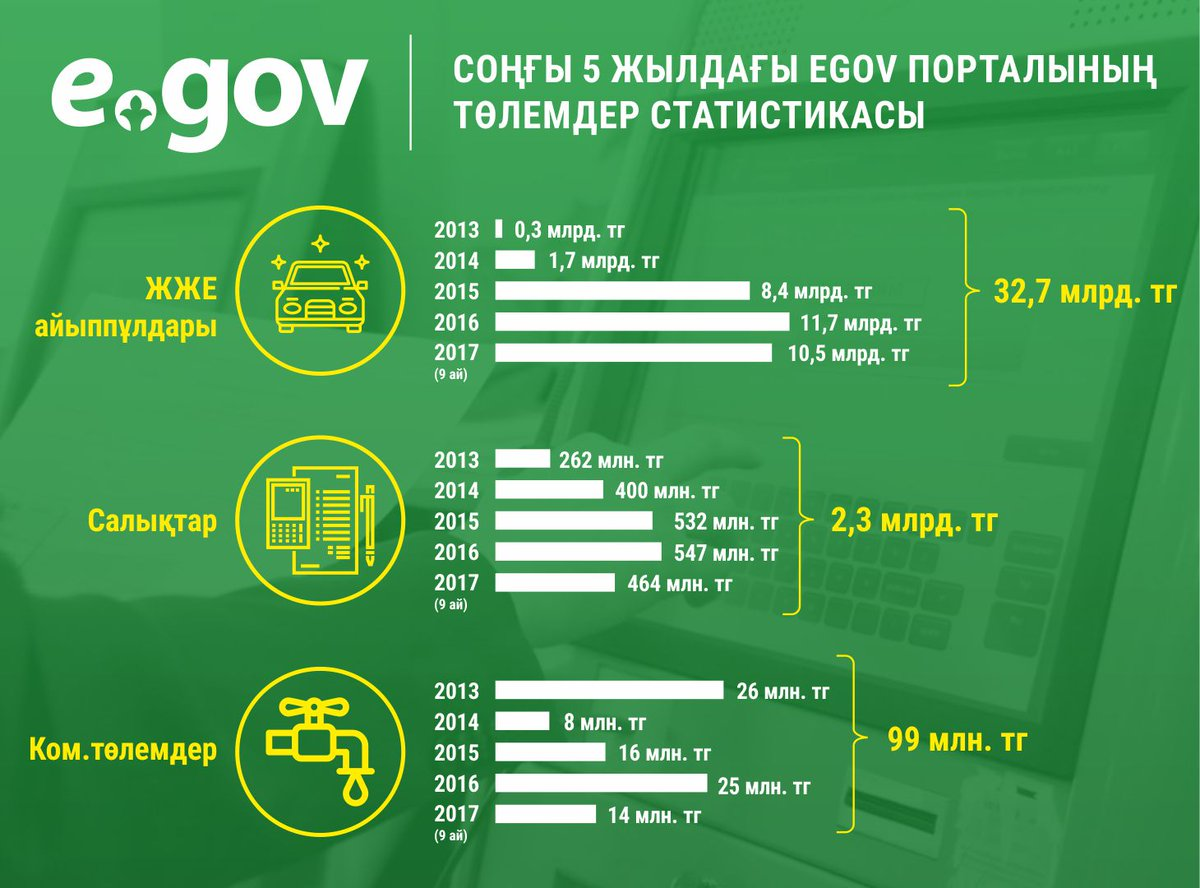 e.gov
СОҢҒЫ 5 ЖЫЛДАҒЫ EGOV ПОРТАЛЫНЫҢ
ТӨЛЕМДЕР СТАТИСТИКАСЫ
ЖЖЕ
айыппұлдары
2013 0,3 млрд. тг
2014 1,7 млрд. тг
2015 8,4 млрд. тг
2016 11,7 млрд. тг
2017 10,5 млрд. тг
(9 ай)
32,7 млрд. тг
Салықтар
2013 262 млн. тг
2014 400 млн. тг
2015 532 млн. тг
2016 547 млн. тг
2017 464 млн. тг
(9 ай)
2,3 млрд. тг
Ком.төлемдер
2013 26 млн. тг
2014 8 млн. тг
2015 16 млн. тг
2016 25 млн. тг
2017 14 млн. тг
(9 ай)
99 млн. тг